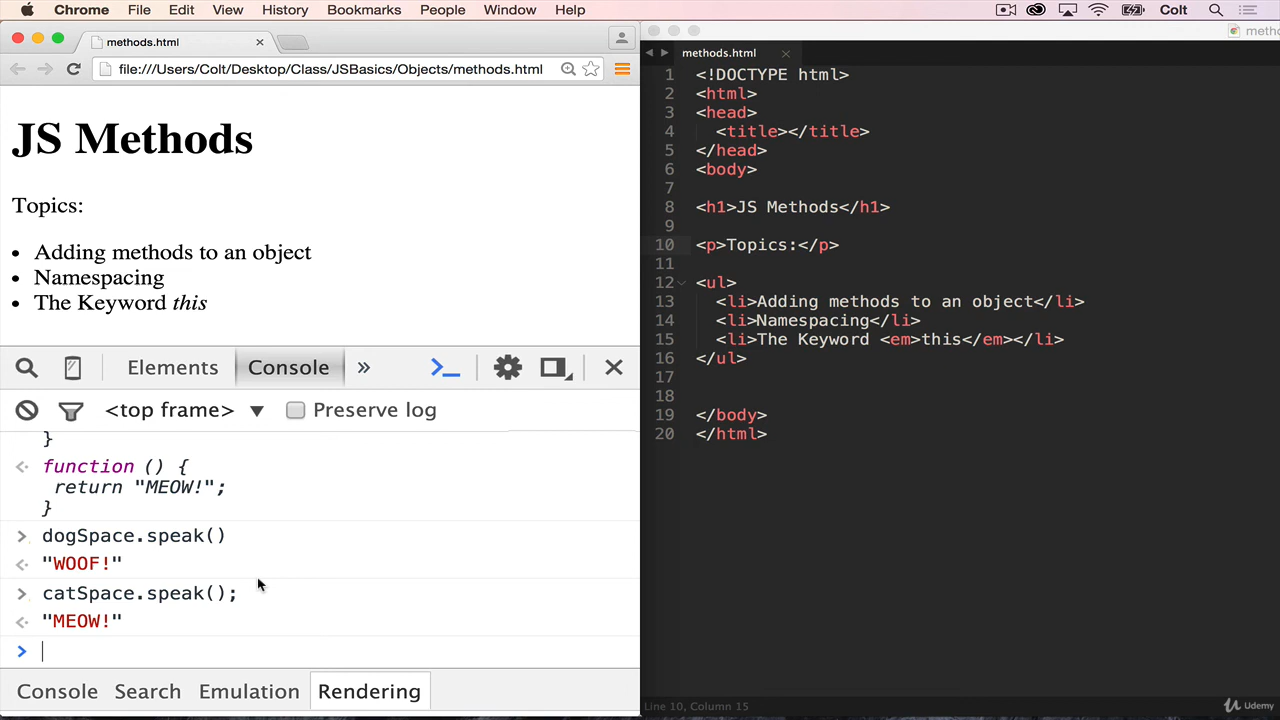 Chrome File Edit View History Bookmarks People Window Help Colt
methods.html
file:///Users/Colt/Desktop/Class/JSBasics/Objects/methods.html
JS Methods
Topics:
• Adding methods to an object
• Namespacing
• The Keyword this
Elements Console »
<top frame> ▼ Preserve log
}
function () {
return "MEOW!";
}
> dogSpace.speak()
"WOOF!"
> catSpace.speak();
"MEOW!"
>
Console Search Emulation Rendering
metho
methods.html
1 <!DOCTYPE html>
2 <html>
3 <head>
4 <title></title>
5 </head>
6 <body>
7
8 <h1>JS Methods</h1>
9
10 <p>Topics:</p>
11
12 <ul>
13 <li>Adding methods to an object</li>
14 <li>Namespacing</li>
15 <li>The Keyword <em>this</em></li>
16 </ul>
17
18
19 </body>
20 </html>
Line 10, Column 15
Udemy